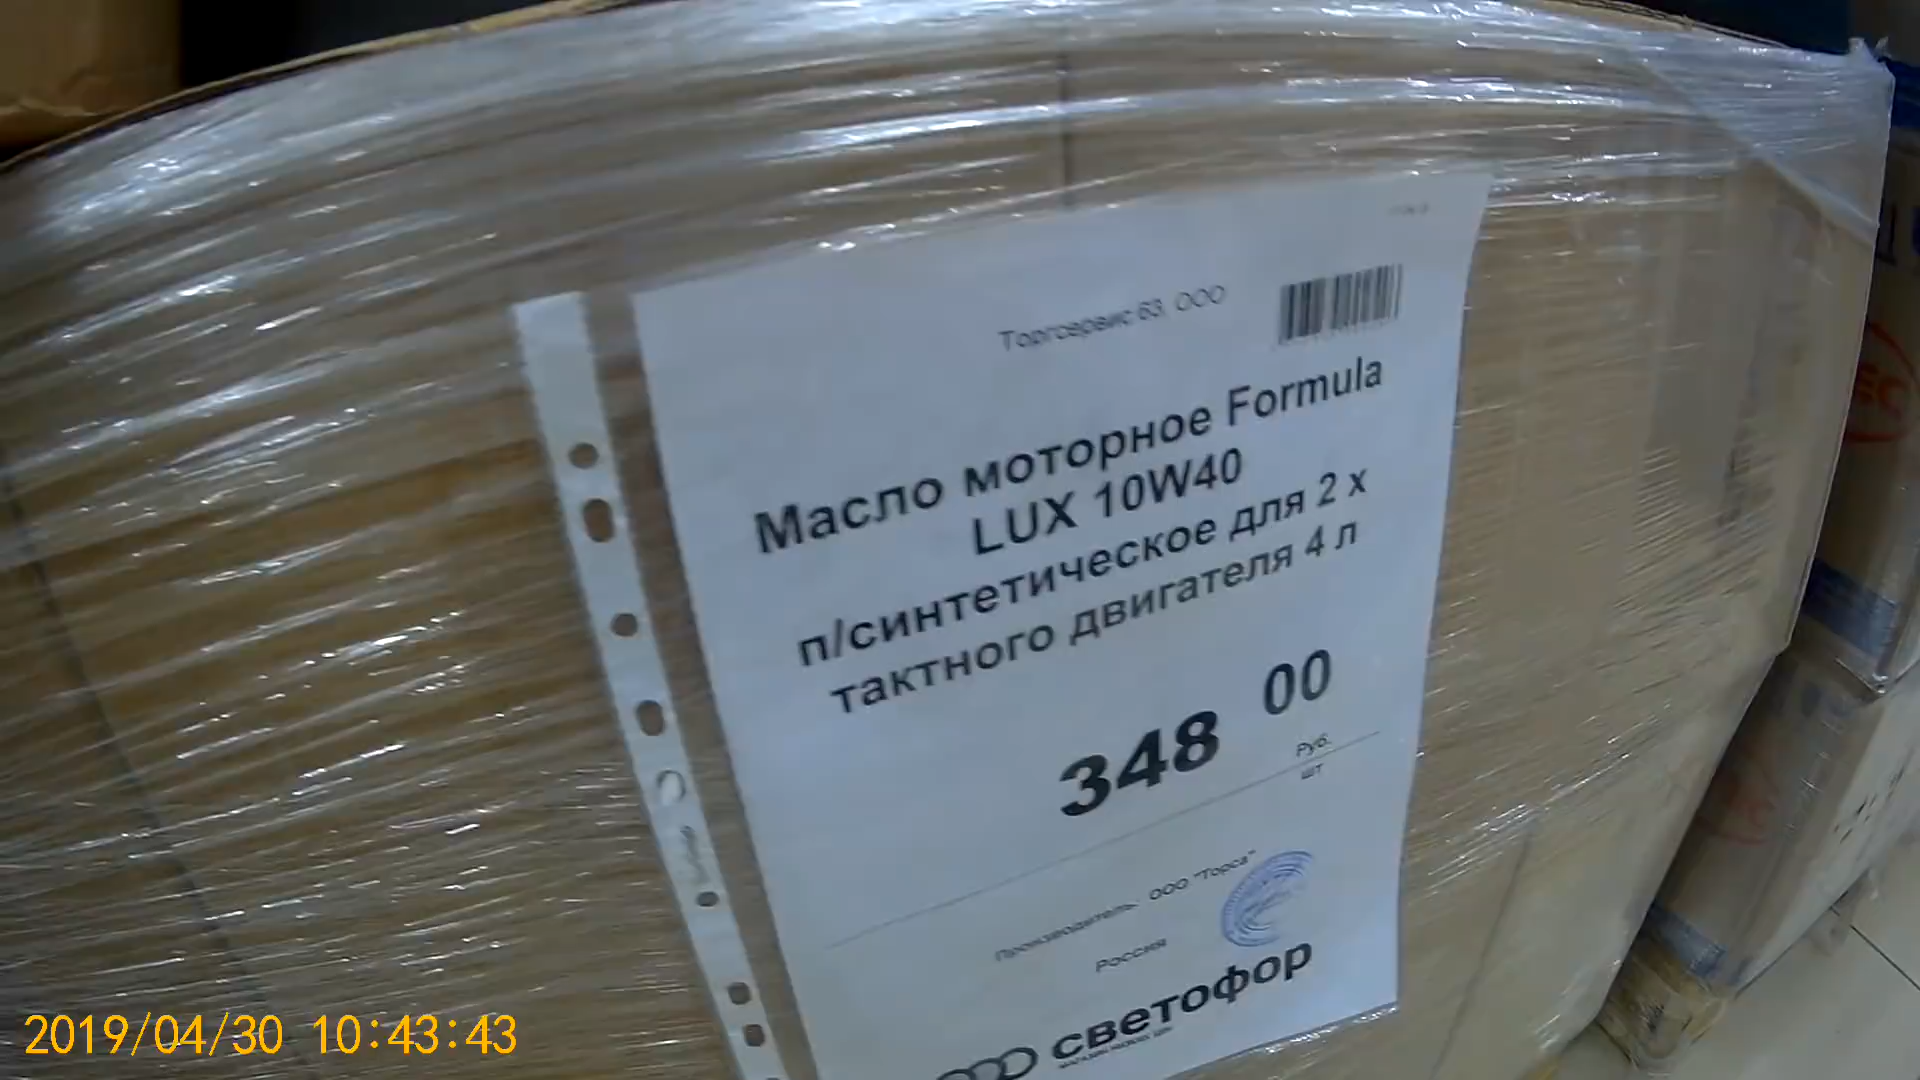 Торгсервис 63, ООО
Масло моторное Formula
LUX 10W40
п/синтетическое для 2 х
тактного двигателя 4 л
348 00
Руб.
шт
Производитель: ООО "Торса"
Россия
светофор
2019/04/30 10:43:43